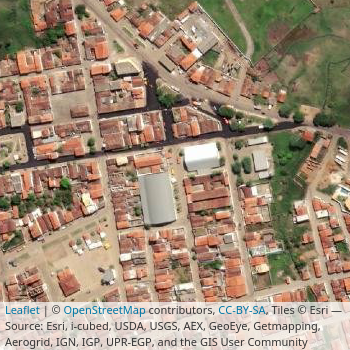 Leaflet | © OpenStreetMap contributors, CC-BY-SA, Tiles © Esri —
Source: Esri, i-cubed, USDA, USGS, AEX, GeoEye, Getmapping,
Aerogrid, IGN, IGP, UPR-EGP, and the GIS User Community